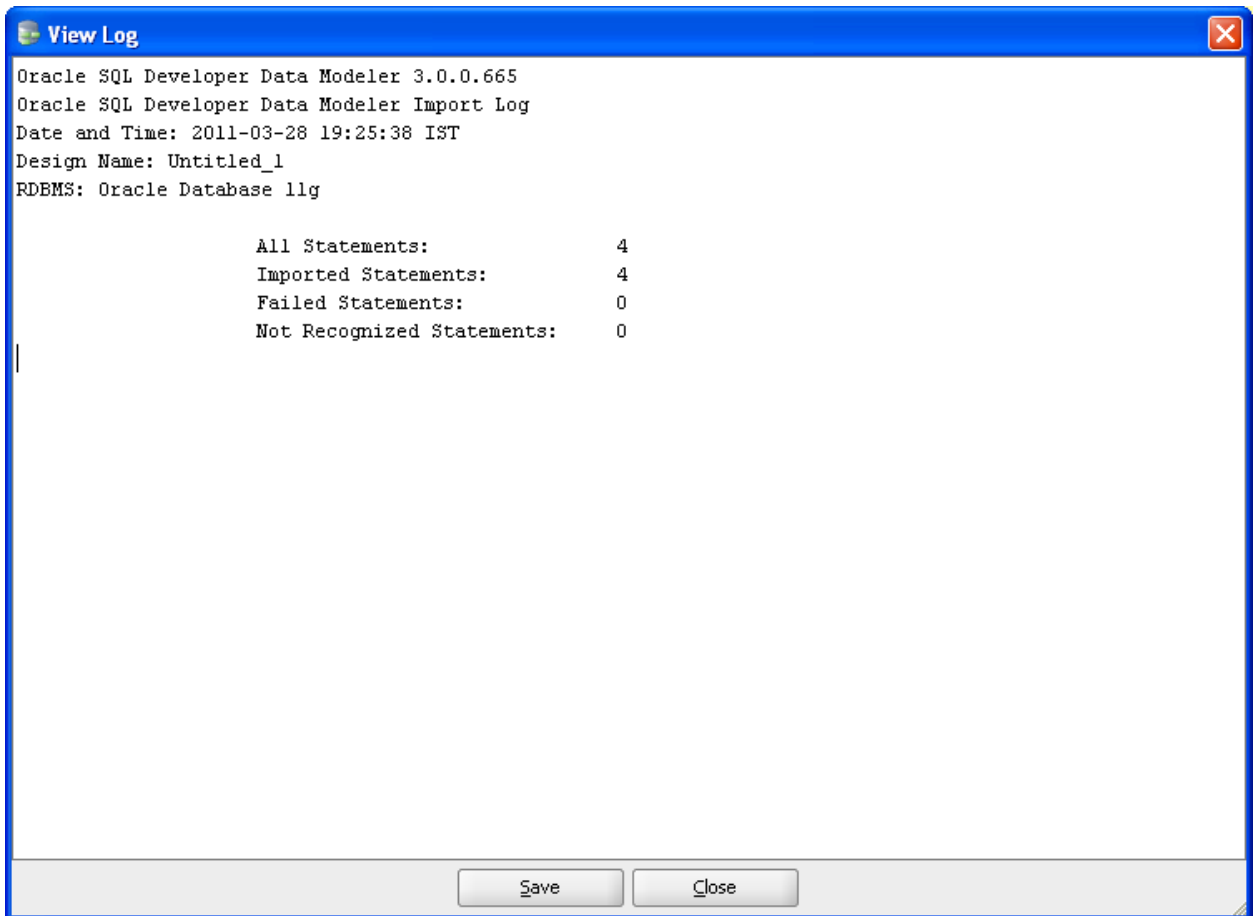 View Log
Oracle SQL Developer Data Modeler 3.0.0.665
Oracle SQL Developer Data Modeler Import Log
Date and Time: 2011-03-28 19:25:38 IST
Design Name: Untitled_1
RDBMS: Oracle Database 11g
All Statements: 4
Imported Statements: 4
Failed Statements: 0
Not Recognized Statements: 0
Save Close